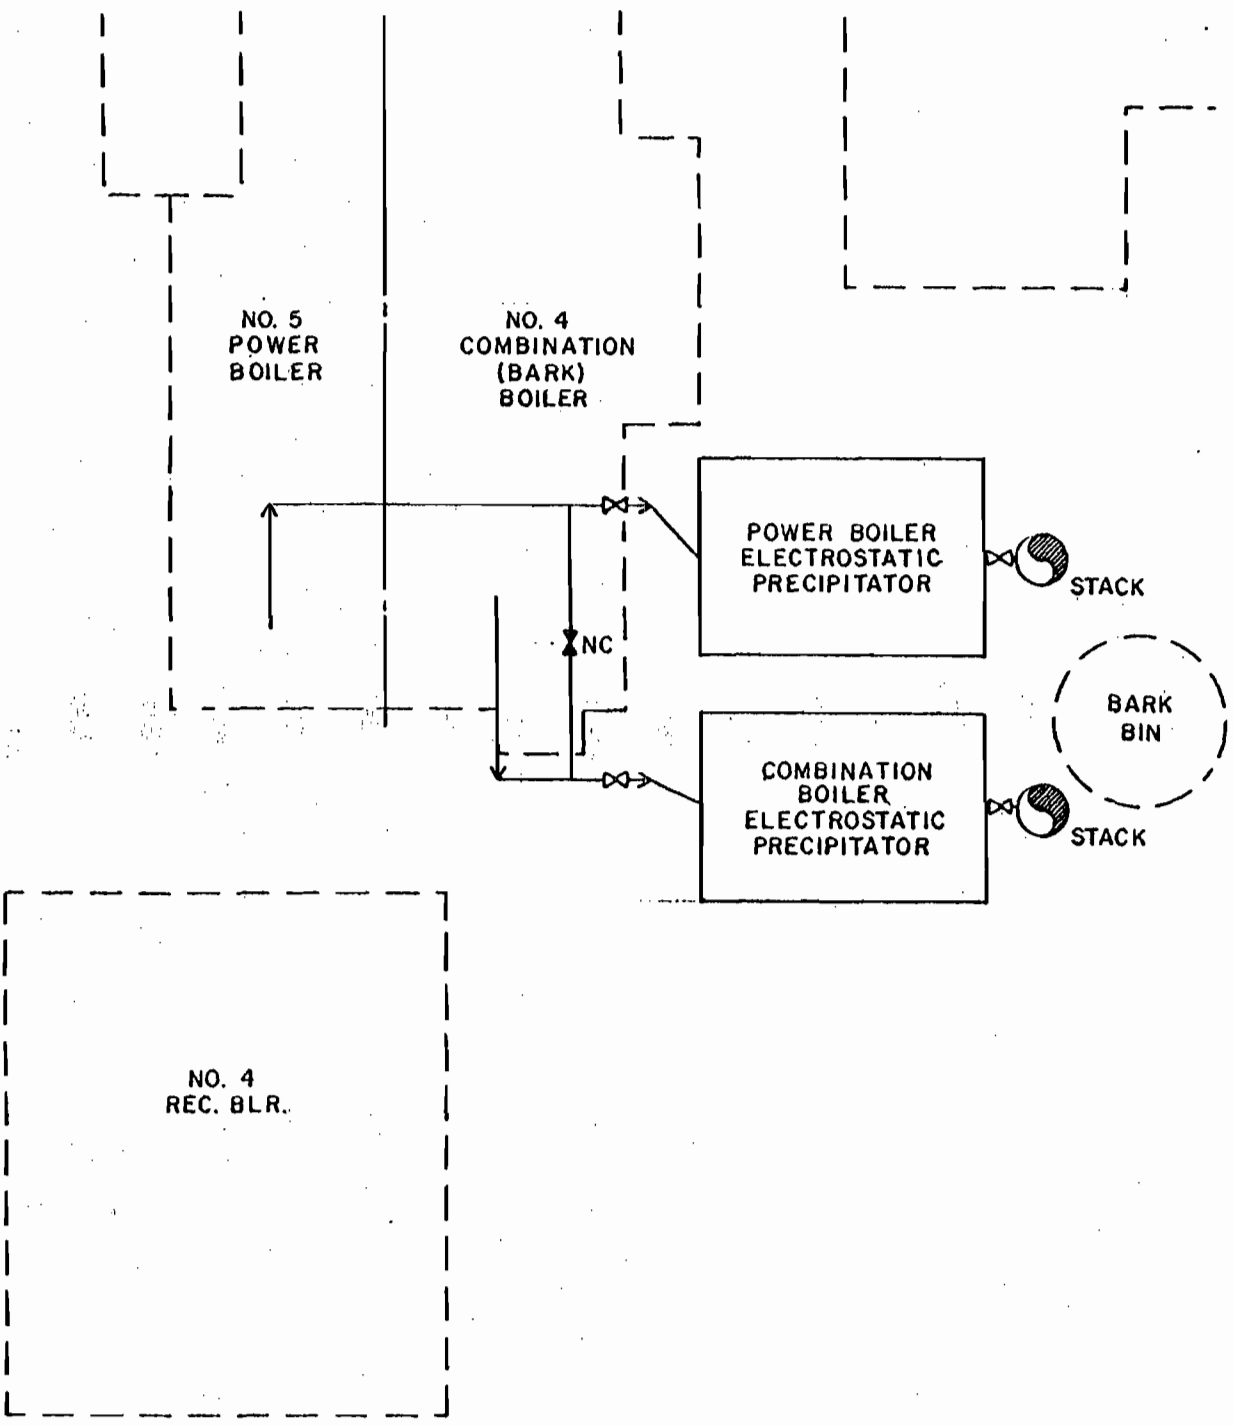 NO. 5
POWER
BOILER
NO. 4
COMBINATION
(BARK)
BOILER
POWER BOILER
ELECTROSTATIC
PRECIPITATOR
STACK
NC
BARK
BIN
COMBINATION
BOILER
ELECTROSTATIC
PRECIPITATOR
STACK
NO. 4
REC. BLR.